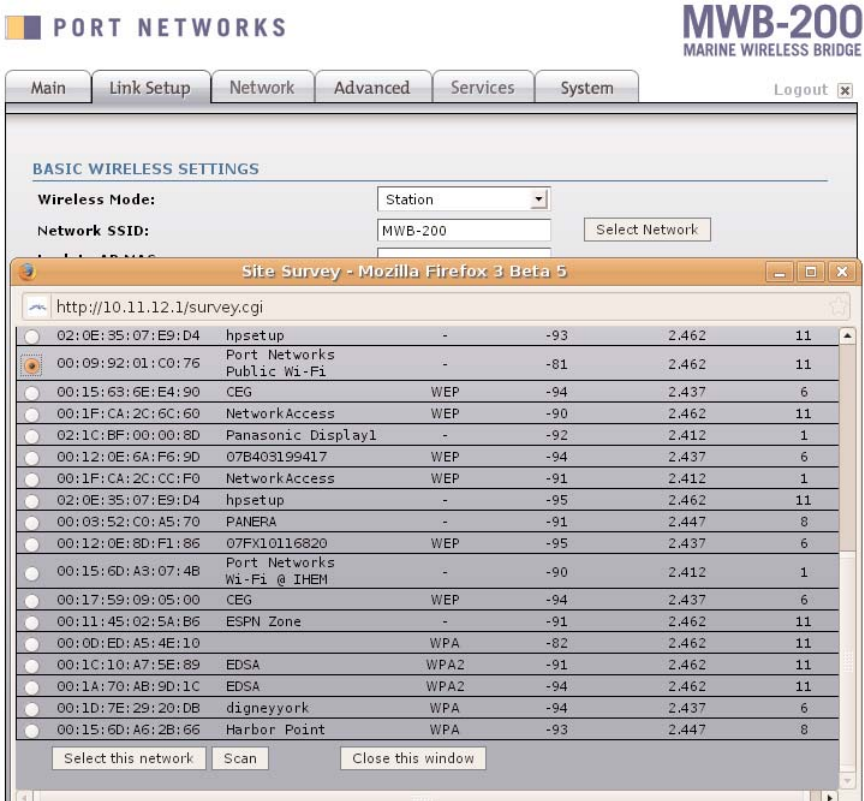 PORT NETWORKS
MWB-200
MARINE WIRELESS BRIDGE
Main Link Setup Network Advanced Services System Logout
BASIC WIRELESS SETTINGS
Wireless Mode: Station
Network SSID: MWB-200 Select Network
Site Survey - Mozilla Firefox 3 Beta 5
http://10.11.12.1/survey.cgi
02:0E:35:07:E9:D4 hpsetup - -93 2.462 11
00:09:92:01:C0:76 Port Networks Public Wi-Fi - -81 2.462 11
00:15:63:6E:E4:90 CEG WEP -94 2.437 6
00:1F:CA:2C:6C:60 NetworkAccess WEP -90 2.462 11
02:1C:BF:00:00:8D Panasonic Display1 - -92 2.412 1
00:12:0E:6A:F6:9D 07B403199417 WEP -94 2.437 6
00:1F:CA:2C:CC:F0 NetworkAccess WEP -91 2.412 1
02:0E:35:07:E9:D4 hpsetup - -95 2.462 11
00:03:52:C0:A5:70 PANERA - -91 2.447 8
00:12:0E:8D:F1:86 07FX10116820 WEP -95 2.437 6
00:15:6D:A3:07:4B Port Networks Wi-Fi @ IHEM - -90 2.412 1
00:17:59:09:05:00 CEG WEP -94 2.437 6
00:11:45:02:5A:B6 ESPN Zone - -91 2.462 11
00:0D:ED:A5:4E:10 WPA -82 2.462 11
00:1C:10:A7:5E:89 EDSA WPA2 -91 2.462 11
00:1A:70:AB:9D:1C EDSA WPA2 -94 2.462 11
00:1D:7E:29:20:DB digneyyork WPA -94 2.437 6
00:15:6D:A6:2B:66 Harbor Point WPA -93 2.447 8
Select this network Scan Close this window